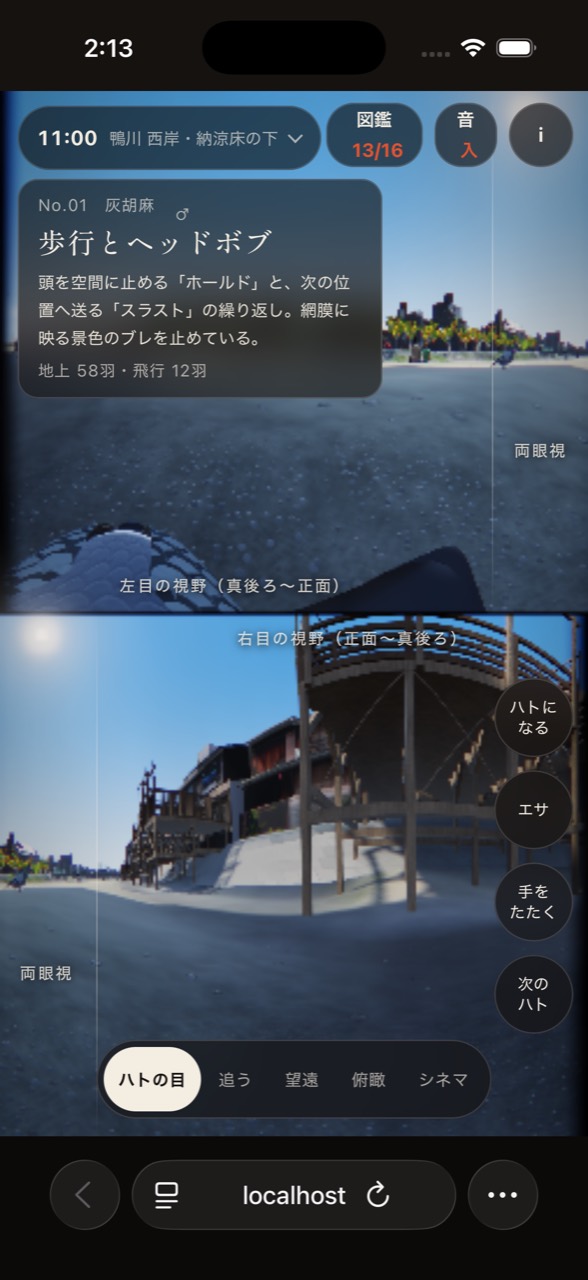 2:13
11:00 鴨川 西岸・納涼床の下
図鑑
13/16
音
入
i
No.01 灰胡麻 ♂
歩行とヘッドボブ
頭を空間に止める「ホールド」と、次の位
置へ送る「スラスト」の繰り返し。網膜に
映る景色のブレを止めている。
地上 58羽・飛行 12羽
両眼視
左目の視野（真後ろ〜正面）
右目の視野（正面〜真後ろ）
ハトに
なる
エサ
手を
たたく
両眼視
次の
ハト
ハトの目 追う 望遠 俯瞰 シネマ
localhost